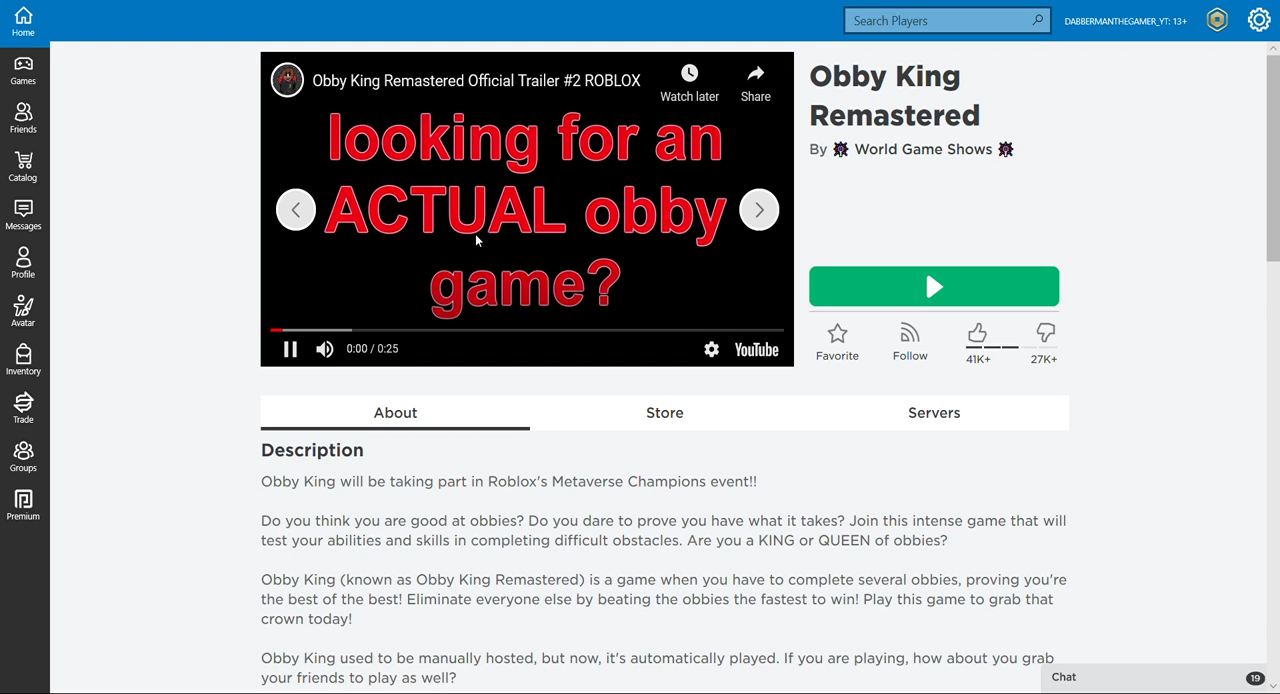 Home
Search Players
DABBERMANTHEGAMER_YT: 13+
Games
Friends
Catalog
Messages
Profile
Avatar
Inventory
Trade
Groups
Premium
Obby King Remastered Official Trailer #2 ROBLOX
Watch later
Share
looking for an
ACTUAL obby
game?
0:00 / 0:25
YouTube
Obby King
Remastered
By World Game Shows
Favorite
Follow
41K+
27K+
About
Store
Servers
Description
Obby King will be taking part in Roblox's Metaverse Champions event!!
Do you think you are good at obbies? Do you dare to prove you have what it takes? Join this intense game that will
test your abilities and skills in completing difficult obstacles. Are you a KING or QUEEN of obbies?
Obby King (known as Obby King Remastered) is a game when you have to complete several obbies, proving you're
the best of the best! Eliminate everyone else by beating the obbies the fastest to win! Play this game to grab that
crown today!
Obby King used to be manually hosted, but now, it's automatically played. If you are playing, how about you grab
your friends to play as well?
Chat
19